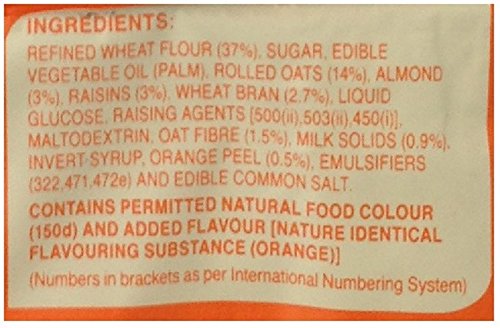 INGREDIENTS:
REFINED WHEAT FLOUR (37%), SUGAR, EDIBLE
VEGETABLE OIL (PALM), ROLLED OATS (14%), ALMOND
(3%), RAISINS (3%), WHEAT BRAN (2.7%), LIQUID
GLUCOSE, RAISING AGENTS [500(ii),503(ii),450(i)],
MALTODEXTRIN, OAT FIBRE (1.5%), MILK SOLIDS (0.9%),
INVERT SYRUP, ORANGE PEEL (0.5%), EMULSIFIERS
(322,471,472e) AND EDIBLE COMMON SALT.
CONTAINS PERMITTED NATURAL FOOD COLOUR
(150d) AND ADDED FLAVOUR [NATURE IDENTICAL
FLAVOURING SUBSTANCE (ORANGE)]
(Numbers in brackets as per International Numbering System)